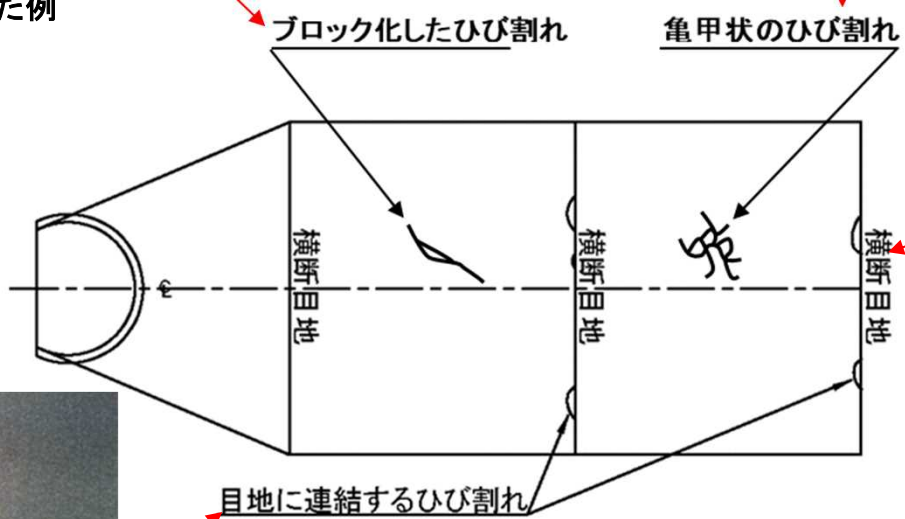 た例
ブロック化したひび割れ
亀甲状のひび割れ
横断目地
横断目地
横断目地
℄
目地に連結するひび割れ